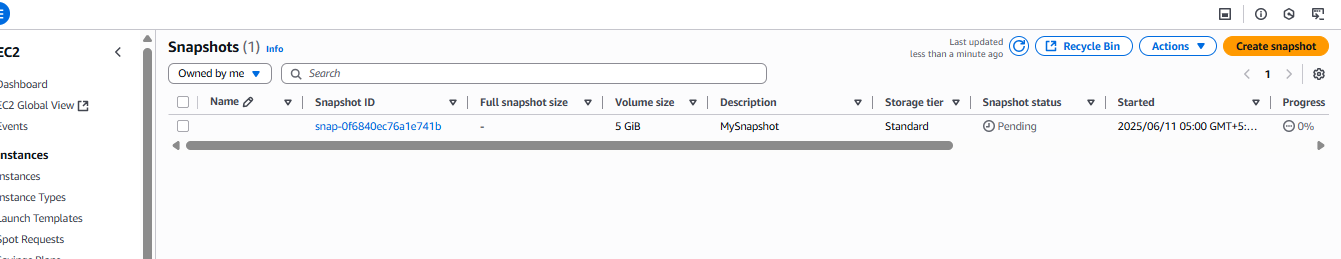 Snapshots (1) Info
Last updated
less than a minute ago
Recycle Bin
Actions
Create snapshot
Owned by me
Search
1
Name
Snapshot ID
Full snapshot size
Volume size
Description
Storage tier
Snapshot status
Started
Progress
snap-0f6840ec76a1e741b
-
5 GiB
MySnapshot
Standard
Pending
2025/06/11 05:00 GMT+5:...
0%
EC2
Dashboard
EC2 Global View
Events
Instances
Instances
Instance Types
Launch Templates
Spot Requests